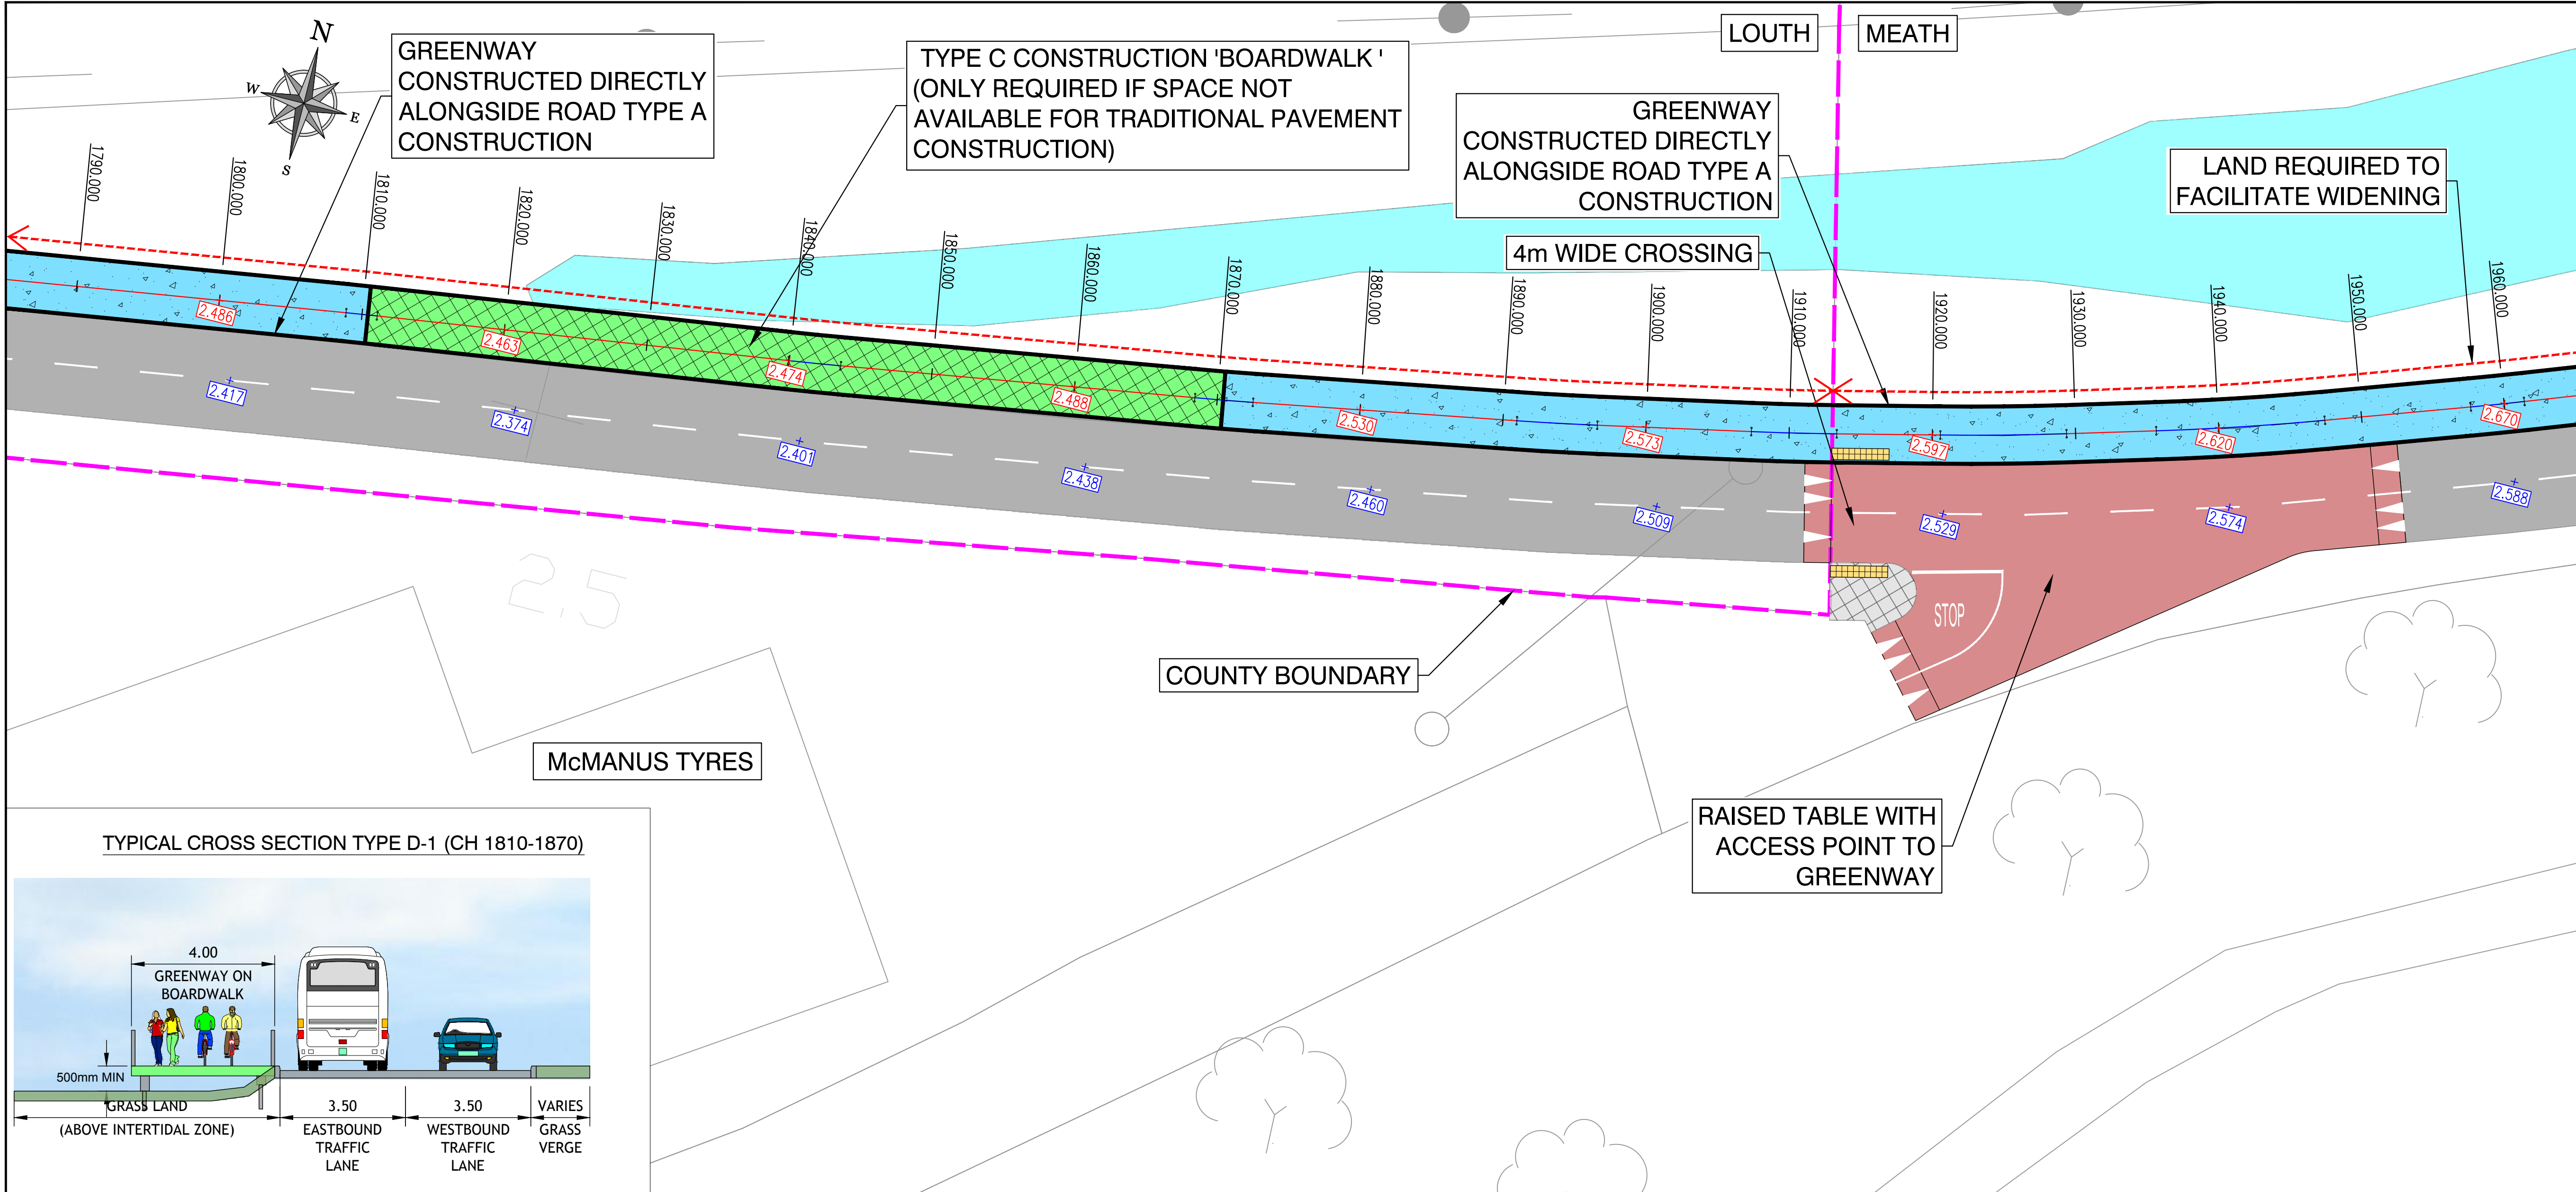 N
W
E
S
GREENWAY
CONSTRUCTED DIRECTLY
ALONGSIDE ROAD TYPE A
CONSTRUCTION
TYPE C CONSTRUCTION 'BOARDWALK '
(ONLY REQUIRED IF SPACE NOT
AVAILABLE FOR TRADITIONAL PAVEMENT
CONSTRUCTION)
LOUTH
MEATH
GREENWAY
CONSTRUCTED DIRECTLY
ALONGSIDE ROAD TYPE A
CONSTRUCTION
LAND REQUIRED TO
FACILITATE WIDENING
4m WIDE CROSSING
1790.000
1800.000
1810.000
1820.000
1830.000
1840.000
1850.000
1860.000
1870.000
1880.000
1890.000
1900.000
1910.000
1920.000
1930.000
1940.000
1950.000
1960.000
2.486
2.463
2.474
2.488
2.530
2.573
2.597
2.620
2.670
2.417
2.374
2.401
2.438
2.460
2.509
2.529
2.574
2.588
2.5
STOP
COUNTY BOUNDARY
McMANUS TYRES
RAISED TABLE WITH
ACCESS POINT TO
GREENWAY
TYPICAL CROSS SECTION TYPE D-1 (CH 1810-1870)
4.00
GREENWAY ON
BOARDWALK
500mm MIN
GRASS LAND
(ABOVE INTERTIDAL ZONE)
3.50
EASTBOUND
TRAFFIC
LANE
3.50
WESTBOUND
TRAFFIC
LANE
VARIES
GRASS
VERGE